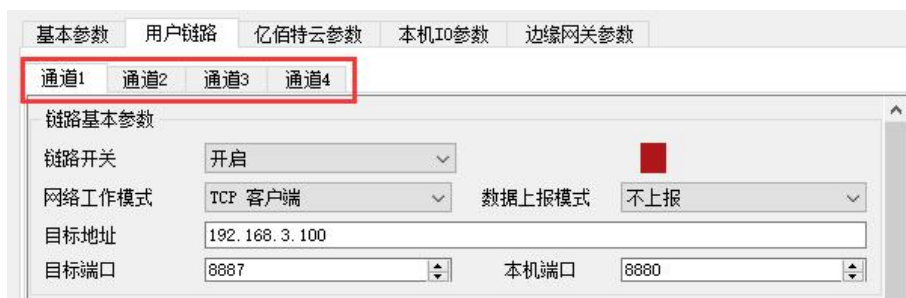 基本参数 用户链路 亿佰特云参数 本机IO参数 边缘网关参数
通道1 通道2 通道3 通道4
链路基本参数
链路开关 开启
网络工作模式 TCP 客户端 数据上报模式 不上报
目标地址 192.168.3.100
目标端口 8887 本机端口 8880